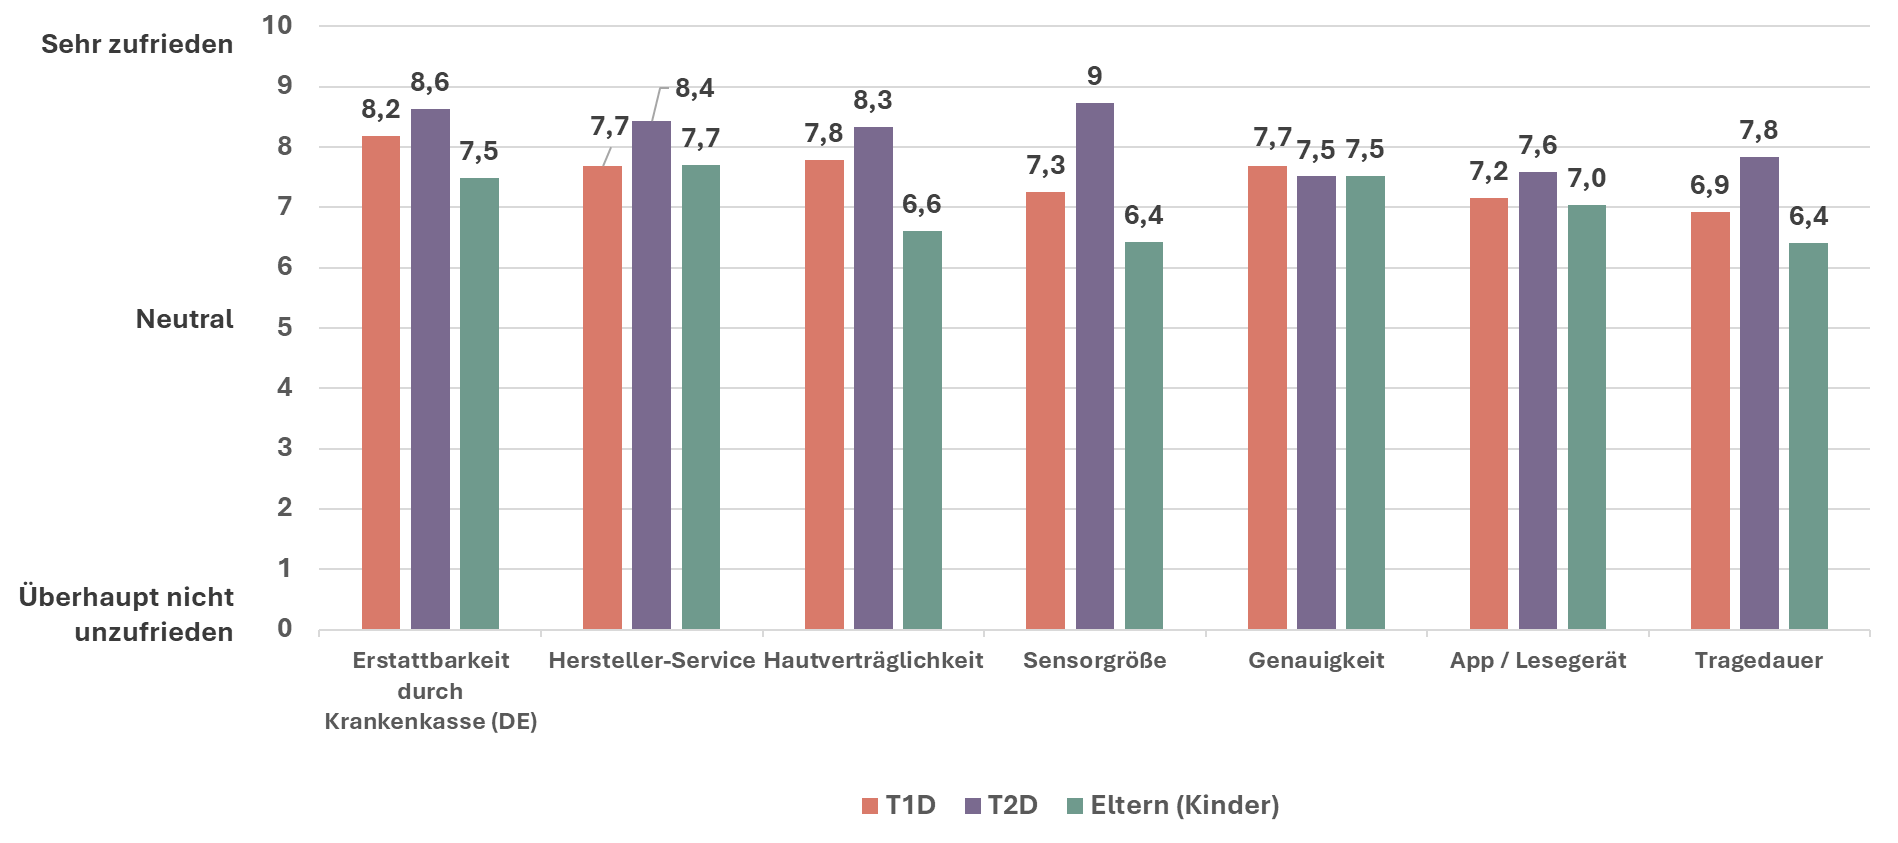 Sehr zufrieden
Neutral
Überhaupt nicht
unzufrieden
10
9
8
7
6
5
4
3
2
1
0
8,2
8,6
7,5
7,7
8,4
7,7
7,8
8,3
6,6
7,3
9
6,4
7,7
7,5
7,5
7,2
7,6
7,0
6,9
7,8
6,4
Erstattbarkeit
durch
Krankenkasse (DE)
Hersteller-Service
Hautverträglichkeit
Sensorgröße
Genauigkeit
App / Lesegerät
Tragedauer
T1D
T2D
Eltern (Kinder)